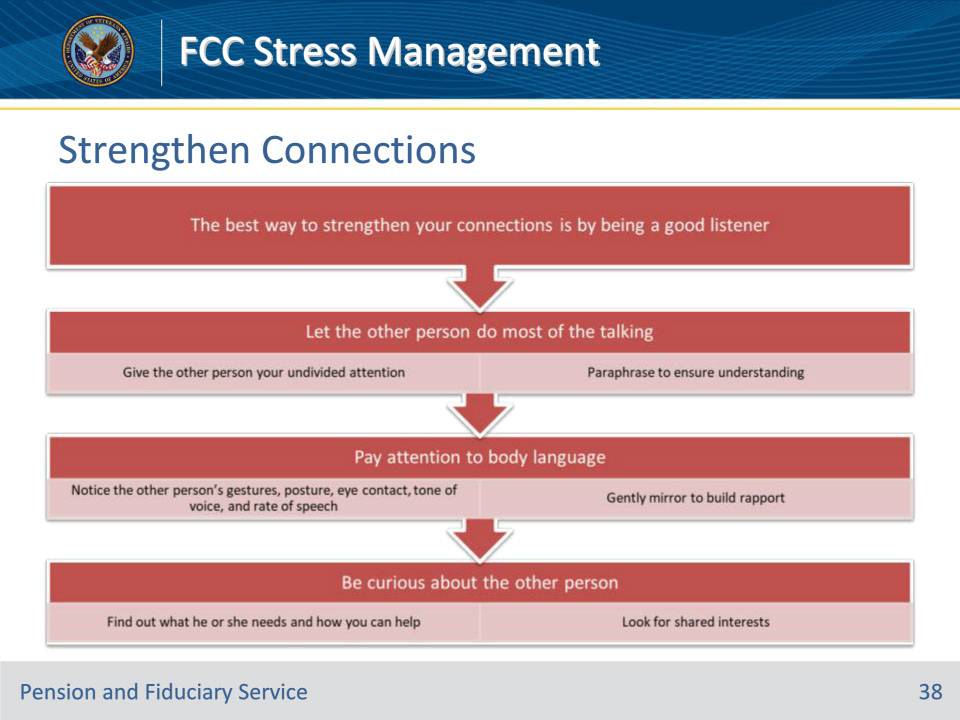 FCC Stress Management
Strengthen Connections
The best way to strengthen your connections is by being a good listener
Let the other person do most of the talking
Give the other person your undivided attention
Paraphrase to ensure understanding
Pay attention to body language
Notice the other person's gestures, posture, eye contact, tone of
voice, and rate of speech
Gently mirror to build rapport
Be curious about the other person
Find out what he or she needs and how you can help
Look for shared interests
Pension and Fiduciary Service
38